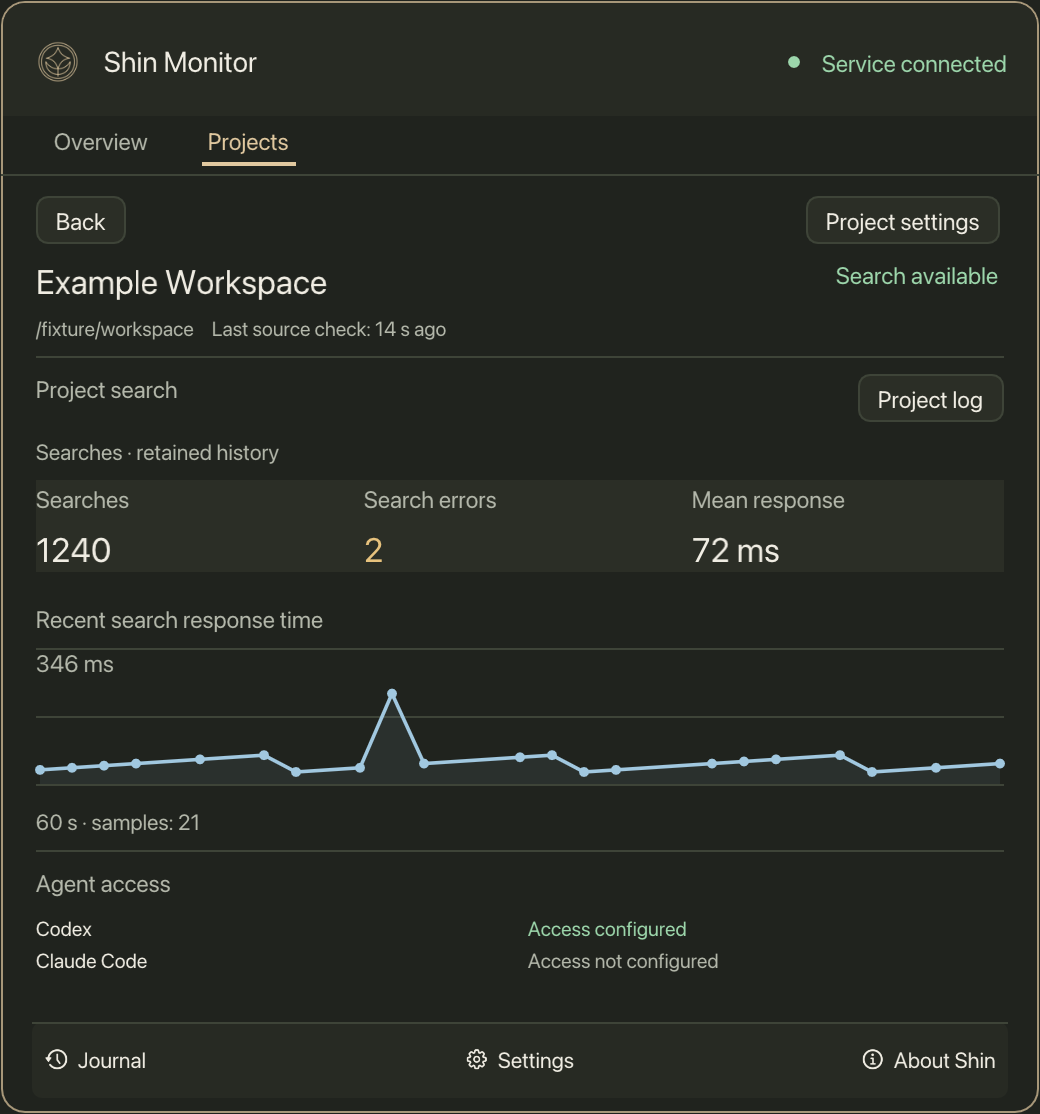 Shin Monitor
Service connected
Overview
Projects
Back
Project settings
Example Workspace
Search available
/fixture/workspace Last source check: 14 s ago
Project search
Project log
Searches · retained history
Searches
Search errors
Mean response
1240
2
72 ms
Recent search response time
346 ms
60 s · samples: 21
Agent access
Codex
Access configured
Claude Code
Access not configured
Journal
Settings
About Shin